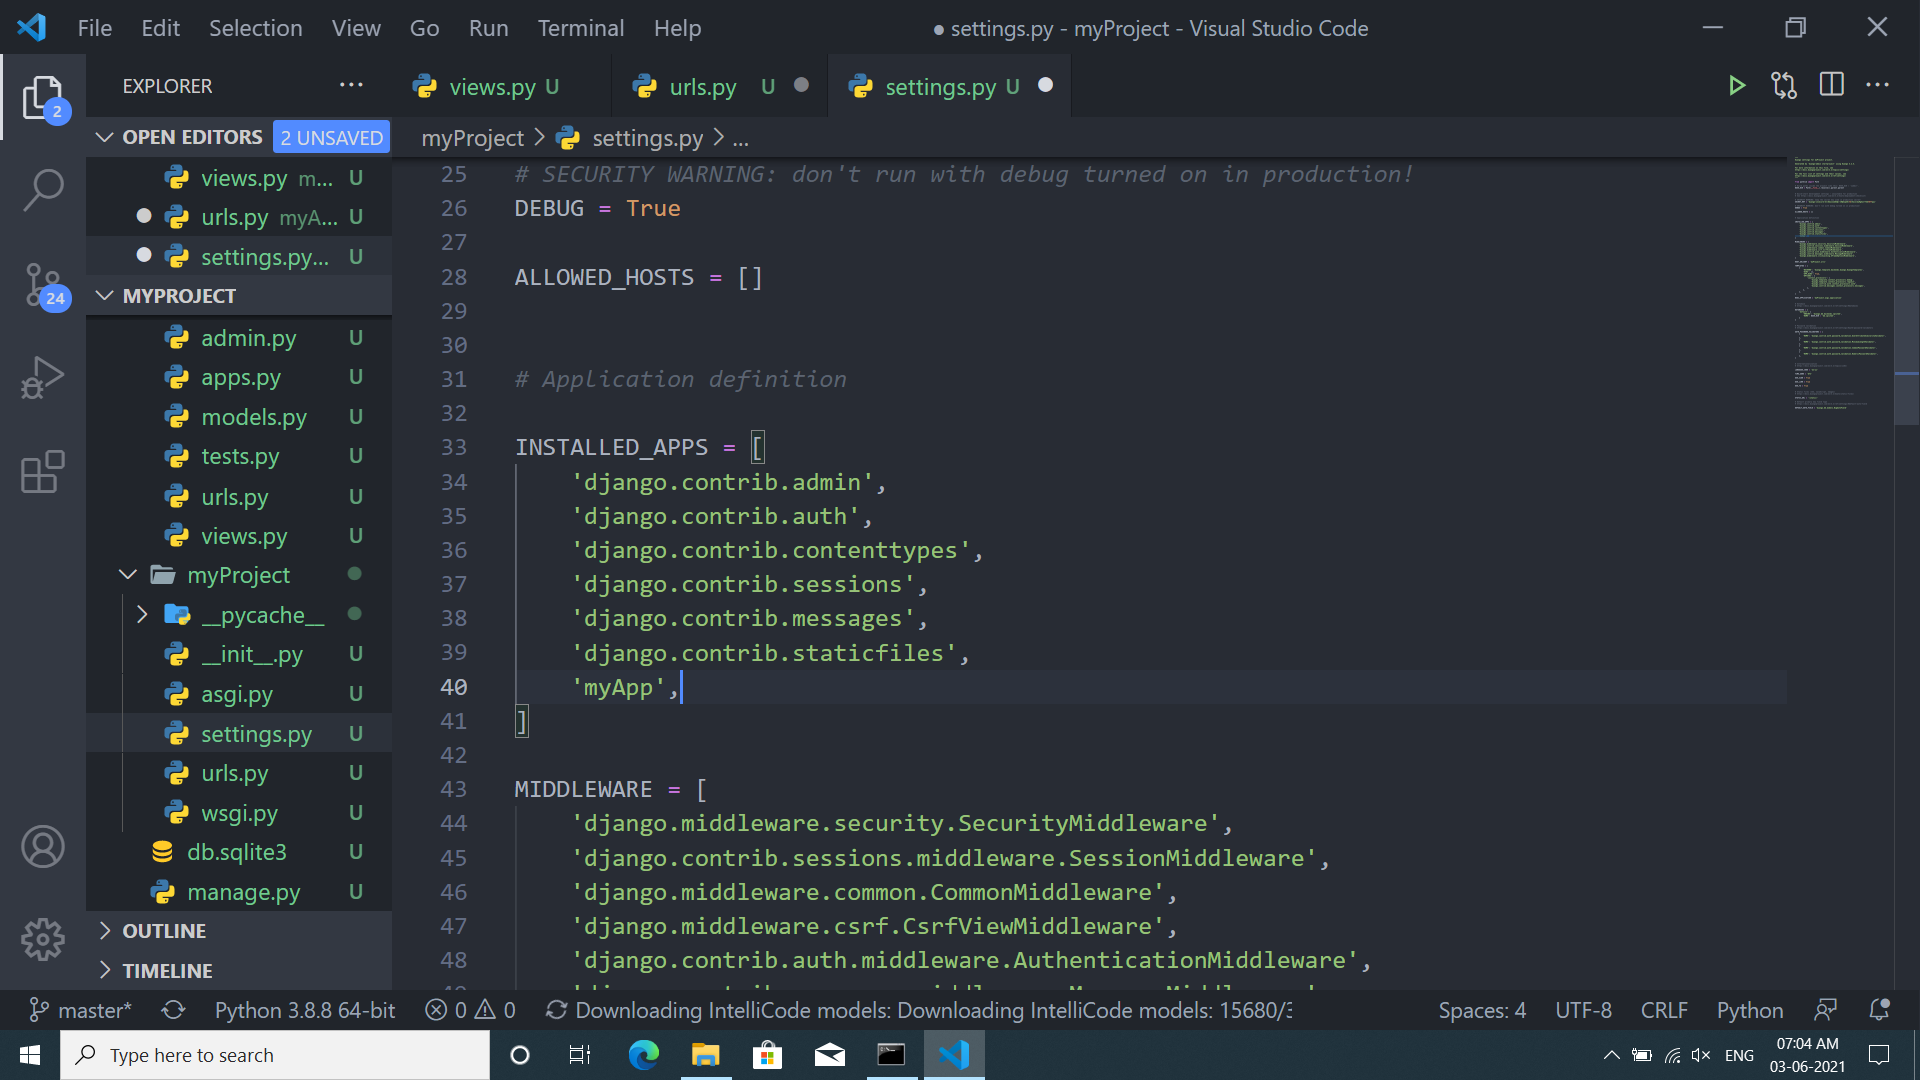 File Edit Selection View Go Run Terminal Help
● settings.py - myProject - Visual Studio Code
EXPLORER
views.py U
urls.py U
settings.py U
2
OPEN EDITORS 2 UNSAVED
myProject > settings.py > ...
views.py m... U
urls.py myA... U
settings.py... U
24
MYPROJECT
admin.py U
apps.py U
models.py U
tests.py U
urls.py U
views.py U
myProject
__pycache__
__init__.py U
asgi.py U
settings.py U
urls.py U
wsgi.py U
db.sqlite3 U
manage.py U
OUTLINE
TIMELINE
25 # SECURITY WARNING: don't run with debug turned on in production!
26 DEBUG = True
27
28 ALLOWED_HOSTS = []
29
30
31 # Application definition
32
33 INSTALLED_APPS = [
34 'django.contrib.admin',
35 'django.contrib.auth',
36 'django.contrib.contenttypes',
37 'django.contrib.sessions',
38 'django.contrib.messages',
39 'django.contrib.staticfiles',
40 'myApp',
41 ]
42
43 MIDDLEWARE = [
44 'django.middleware.security.SecurityMiddleware',
45 'django.contrib.sessions.middleware.SessionMiddleware',
46 'django.middleware.common.CommonMiddleware',
47 'django.middleware.csrf.CsrfViewMiddleware',
48 'django.contrib.auth.middleware.AuthenticationMiddleware',
master* Python 3.8.8 64-bit 0 0 Downloading IntelliCode models: Downloading IntelliCode models: 15680/3 Spaces: 4 UTF-8 CRLF Python
Type here to search
ENG
07:04 AM
03-06-2021